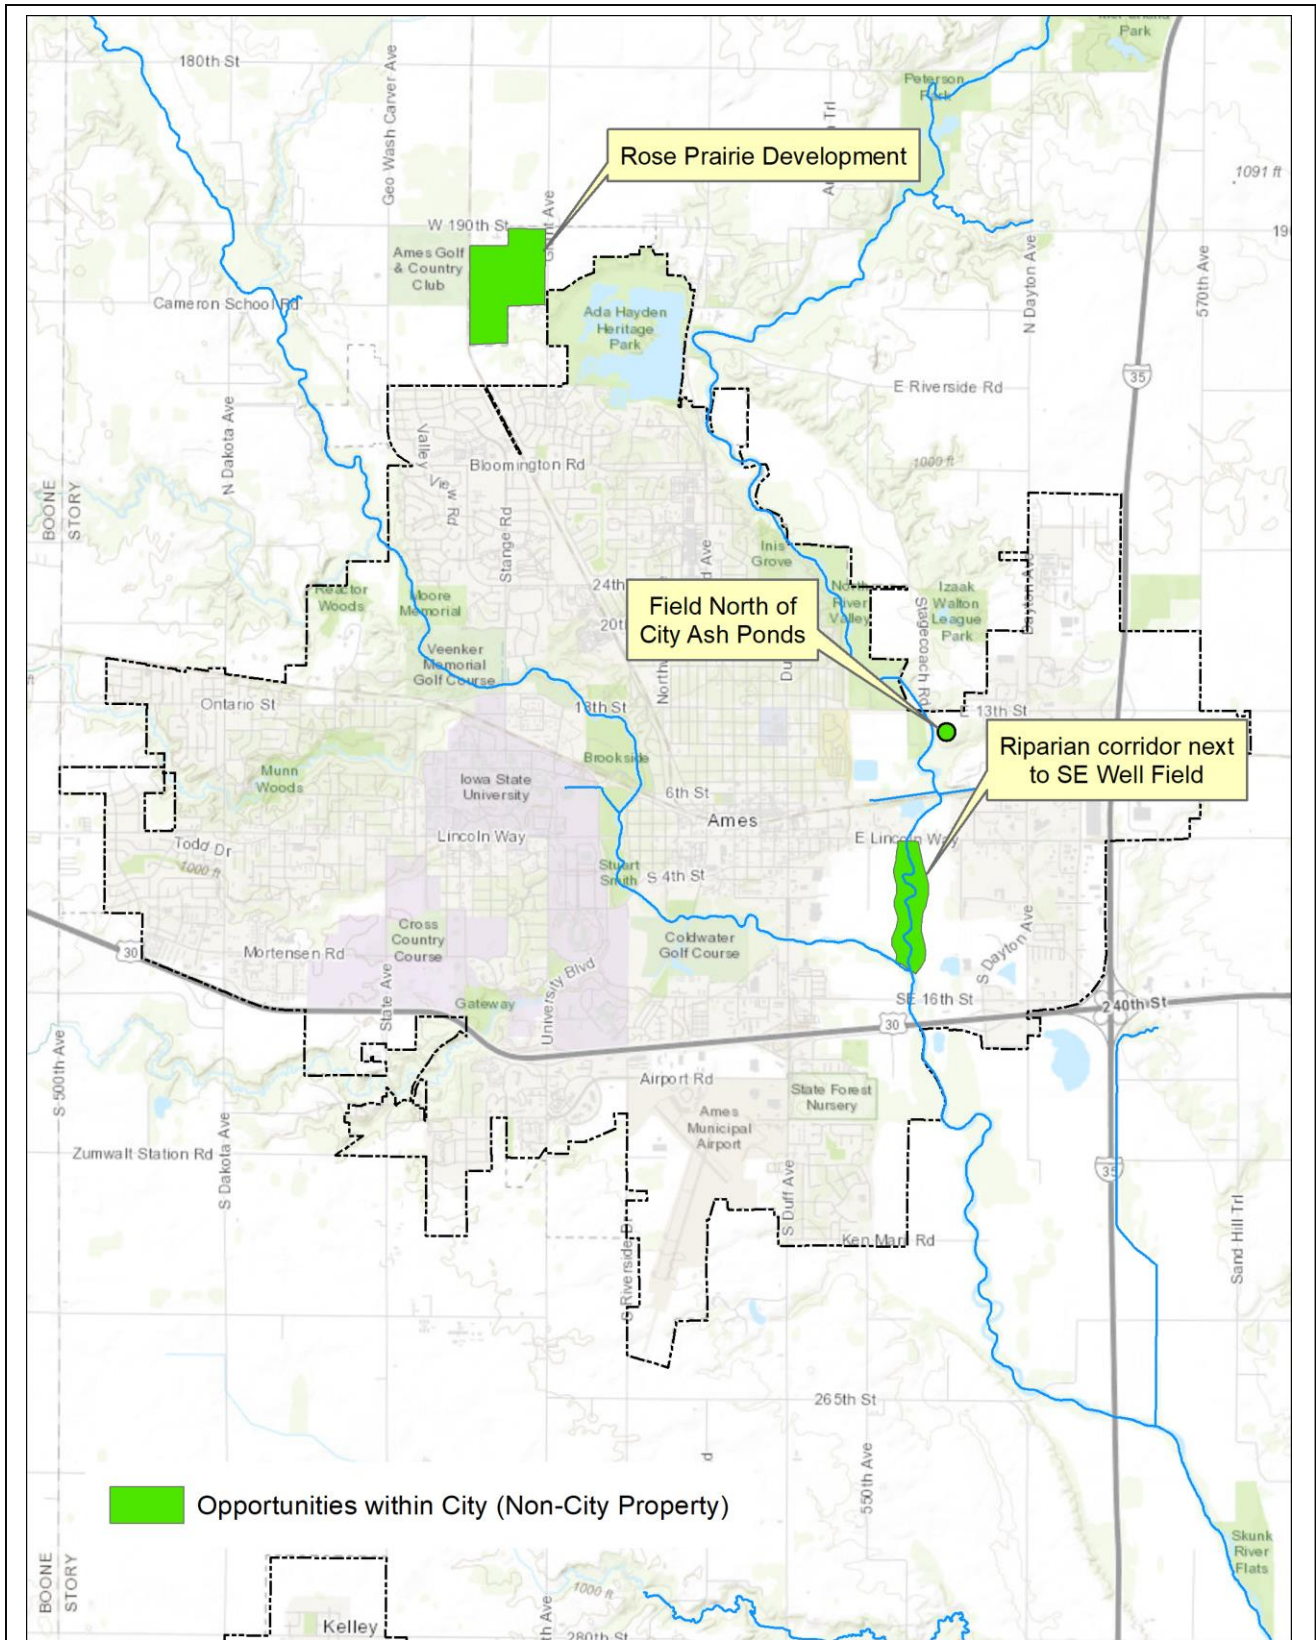 Park
180th St
Peterson
Park
Geo Wash Carver Ave
Rose Prairie Development
1091 ft
W 190th St
Ames Golf
& Country
Club
N Dayton Ave
570th Ave
Cameron School Rd
Ada Hayden
Heritage
Park
35
E Riverside Rd
N Dakota Ave
Valley
View Rd
Bloomington Rd
1000 ft
BOONE
STORY
Stange Rd
Inis
Grove
Reactor
Woods
Moore
Memorial
24th
North
River
Valley
Izaak
Walton
League
Park
Stagecoach Rd
Dayton Ave
Field North of
City Ash Ponds
Veenker
Memorial
Golf Course
Ontario St
13th St
E 13th St
Riparian corridor next
to SE Well Field
Brookside
Munn
Woods
Iowa State
University
6th St
Ames
Lincoln Way
E Lincoln Way
Todd Dr
1000 ft
Stuart
Smith
S 4th St
Cross
Country
Course
Coldwater
Golf Course
30
Mortensen Rd
S Dayton Ave
State Ave
University Blvd
Gateway
SE 16th St
240th St
30
S 500th Ave
Airport Rd
State Forest
Nursery
Ames
Municipal
Airport
S Dakota Ave
Zumwalt Station Rd
35
S Duff Ave
Sand Hill Trl
S Riverside Dr
Ken Maril Rd
265th St
550th Ave
Opportunities within City (Non-City Property)
Skunk
River
Flats
BOONE
STORY
1000 ft
Kelley
280th St